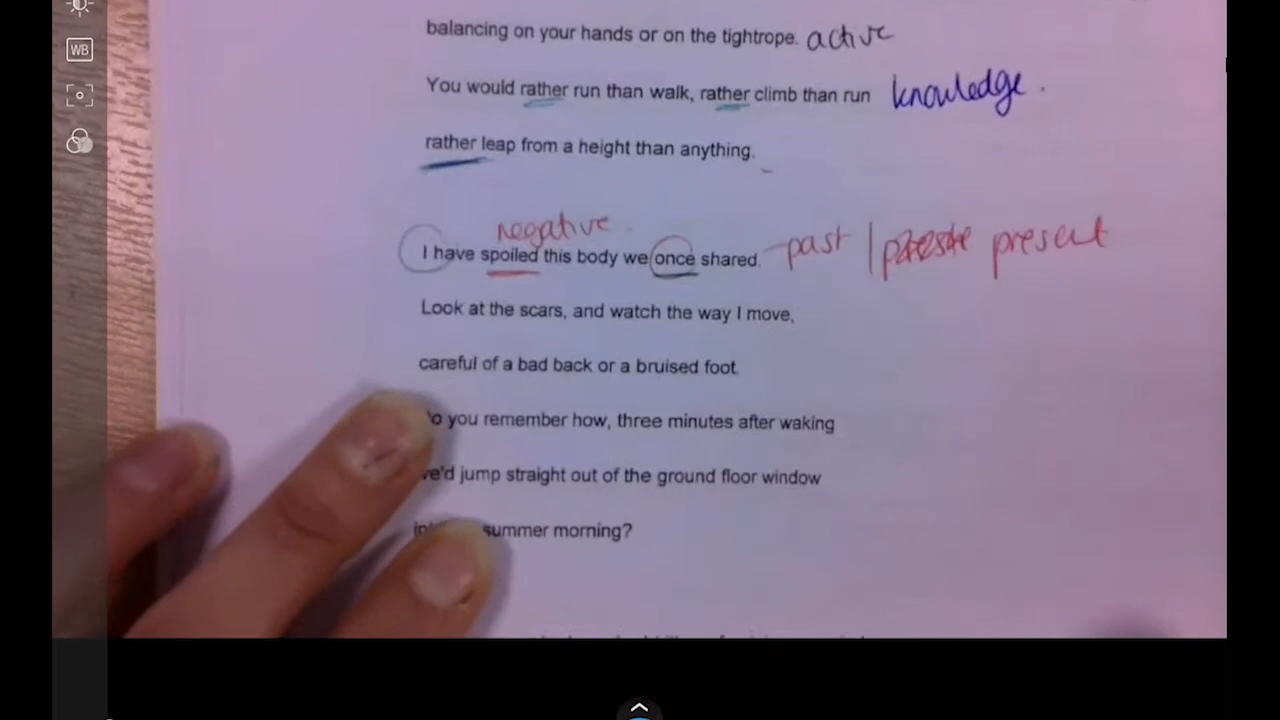 WB
balancing on your hands or on the tightrope. active
You would rather run than walk, rather climb than run knowledge.
rather leap from a height than anything.
negative
I have spoiled this body we once shared. past | present
Look at the scars, and watch the way I move,
careful of a bad back or a bruised foot.
you remember how, three minutes after waking
we'd jump straight out of the ground floor window
summer morning?